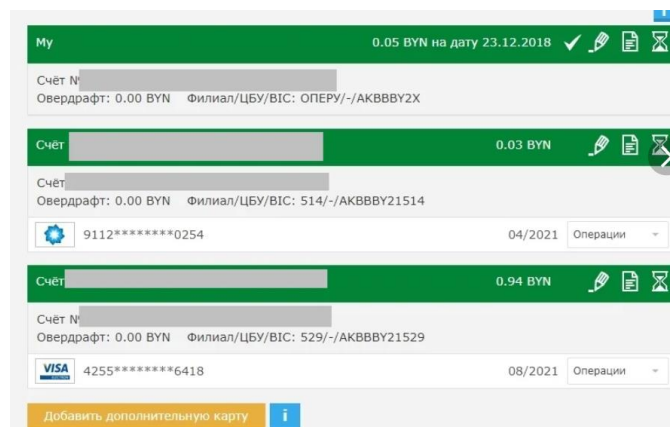 My 0.05 BYN на дату 23.12.2018
Счёт №
Овердрафт: 0.00 BYN Филиал/ЦБУ/BIC: ОПЕРУ/-/AKBBBY2X
Счёт 0.03 BYN
Счёт
Овердрафт: 0.00 BYN Филиал/ЦБУ/BIC: 514/-/AKBBBY21514
9112********0254 04/2021 Операции
Счёт 0.94 BYN
Счёт №
Овердрафт: 0.00 BYN Филиал/ЦБУ/BIC: 529/-/AKBBBY21529
VISA 4255********6418 08/2021 Операции
Добавить дополнительную карту i